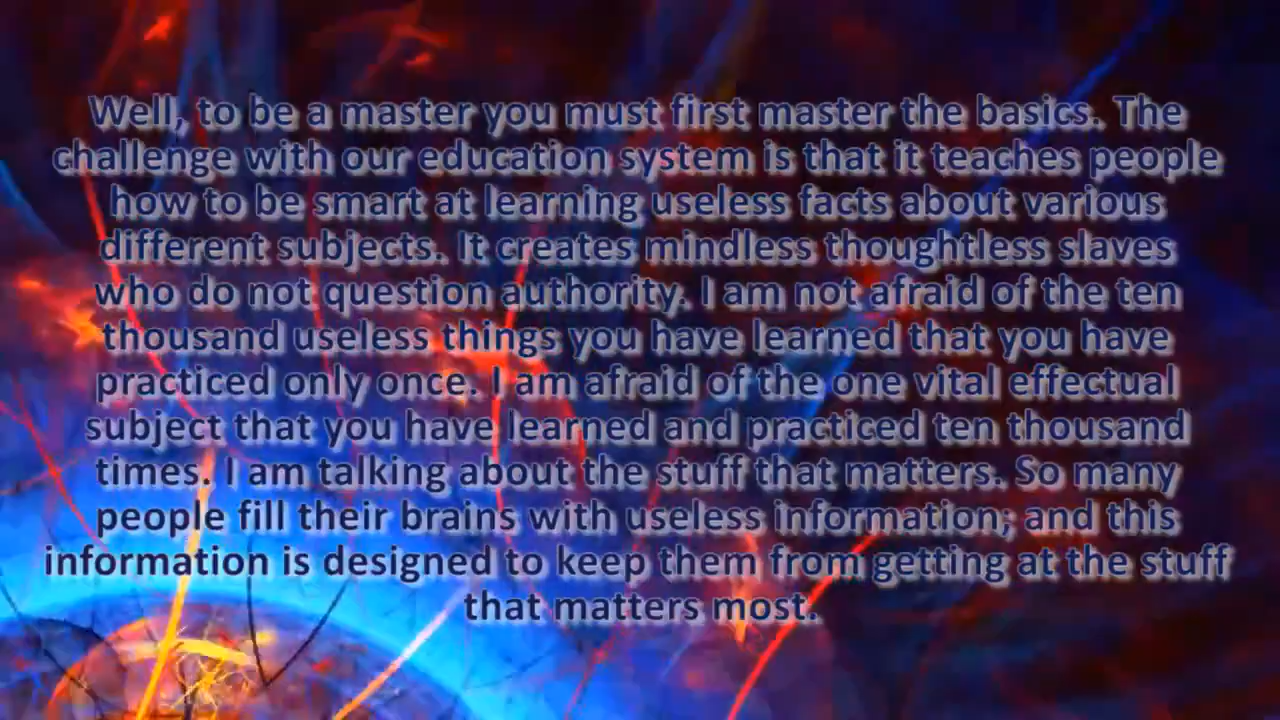 Well, to be a master you must first master the basics. The
challenge with our education system is that it teaches people
how to be smart at learning useless facts about various
different subjects. It creates mindless thoughtless slaves
who do not question authority. I am not afraid of the ten
thousand useless things you have learned that you have
practiced only once. I am afraid of the one vital effectual
subject that you have learned and practiced ten thousand
times. I am talking about the stuff that matters. So many
people fill their brains with useless information; and this
information is designed to keep them from getting at the stuff
that matters most.